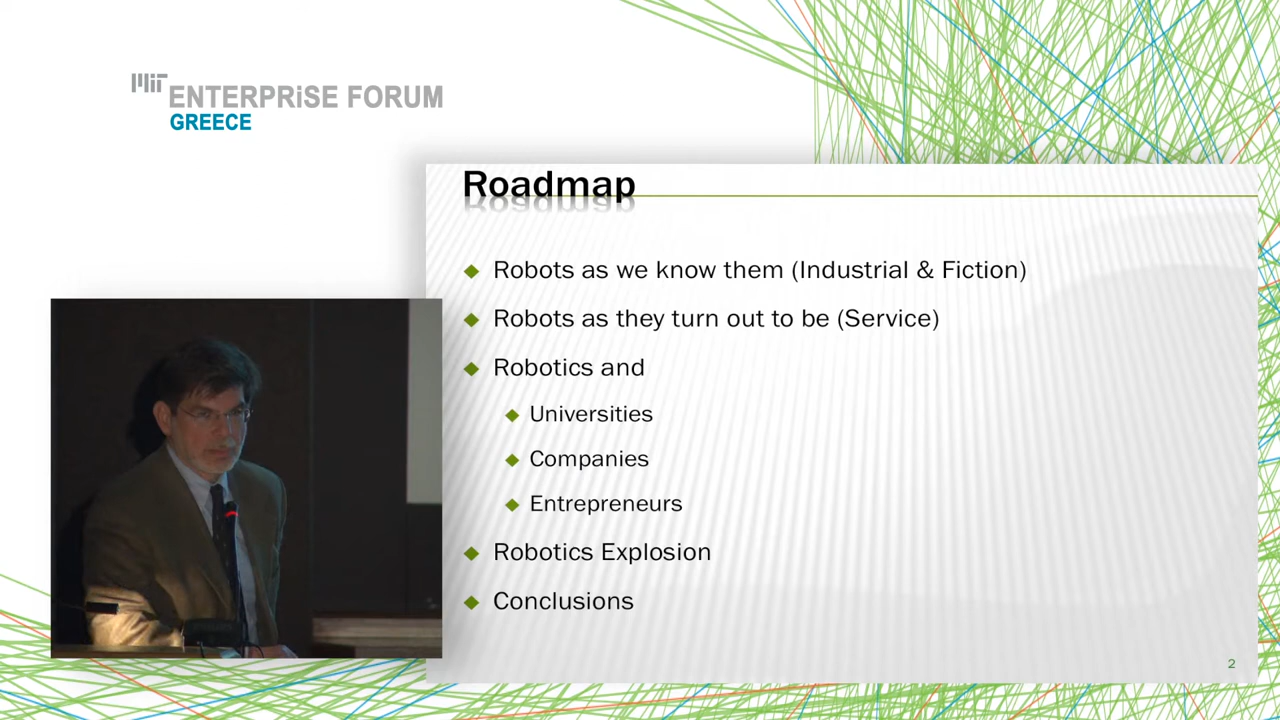 MIT
ENTERPRiSE FORUM
GREECE
Roadmap
Robots as we know them (Industrial & Fiction)
Robots as they turn out to be (Service)
Robotics and
Universities
Companies
Entrepreneurs
Robotics Explosion
Conclusions
2